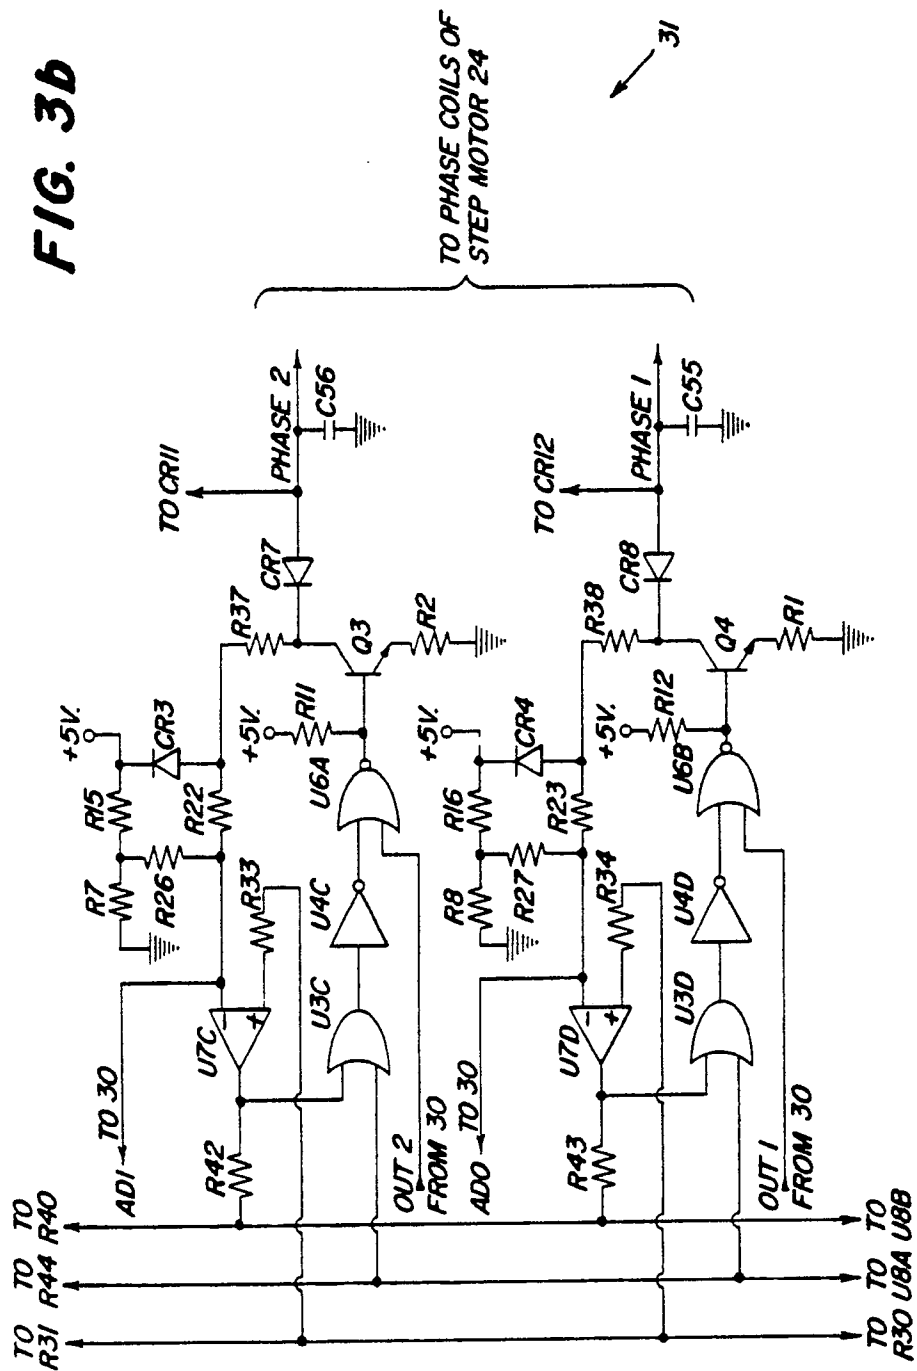 FIG. 3b
TO
R31
TO
R44
TO
R40
AD1
TO 30
R7
R15
+5V.
R26
CR3
R22
R42
U7C
−
+
R33
R37
TO CR11
CR7
PHASE 2
C56
U3C
U4C
U6A
+5V.
R11
Q3
R2
OUT 2
FROM 30
TO PHASE COILS OF
STEP MOTOR 24
31
AD0
TO 30
R8
R16
+5V.
R27
CR4
R23
R43
U7D
−
+
R34
R38
TO CR12
CR8
PHASE 1
C55
U3D
U4D
U6B
+5V.
R12
Q4
R1
OUT 1
FROM 30
TO
R30
TO
U8A
TO
U8B